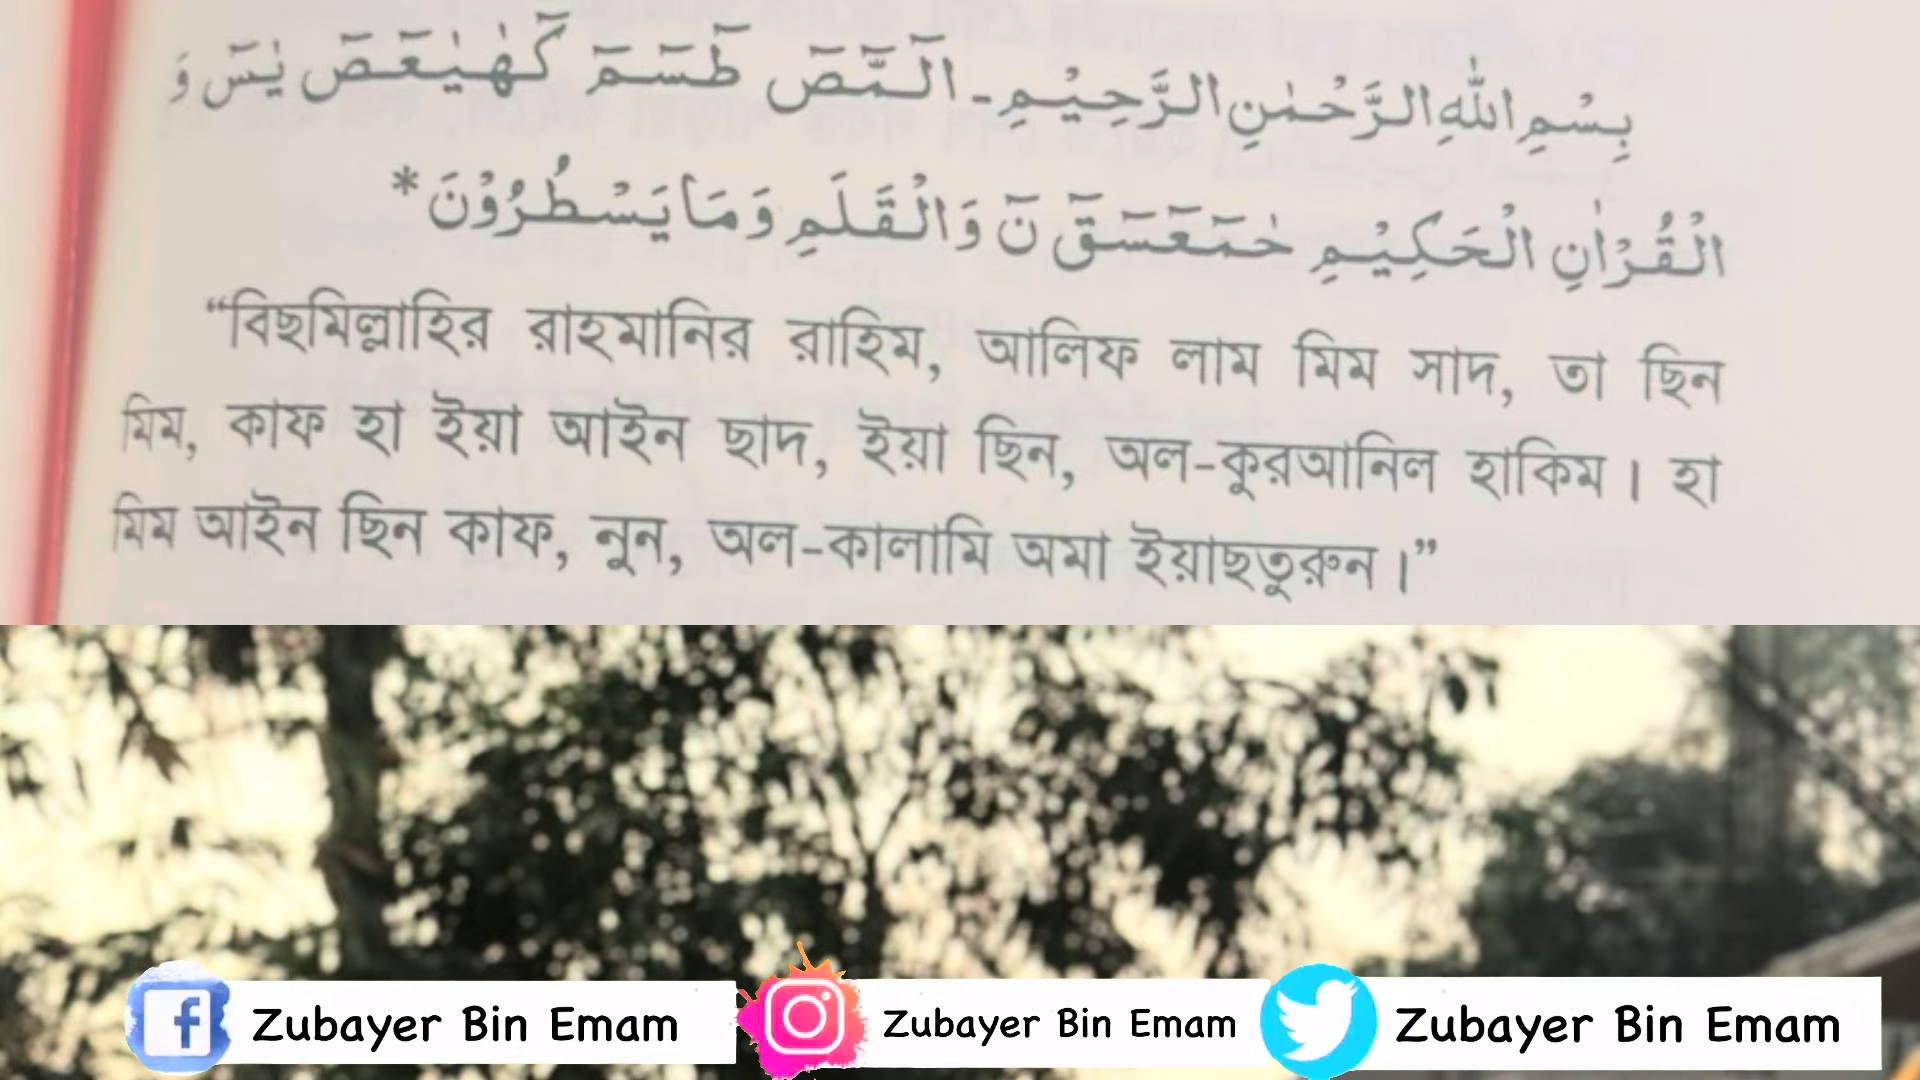 بِسْمِ اللّٰهِ الرَّحْمٰنِ الرَّحِيْمِ - الٓـمّٓصٓ طٰسٓمٓ كٓهٰيٰعٓصٓ يٰسٓ وَ
الْقُرْاٰنِ الْحَكِيْمِ حٰمٓعٓسٓقٓ نٓ وَالْقَلَمِ وَمَا يَسْطُرُوْنَ *
“বিছমিল্লাহির রাহমানির রাহিম, আলিফ লাম মিম সাদ, তা ছিন
মিম, কাফ হা ইয়া আইন ছাদ, ইয়া ছিন, অল-কুরআনিল হাকিম। হা
মিম আইন ছিন কাফ, নুন, অল-কালামি অমা ইয়াছতুরুন।”
Zubayer Bin Emam Zubayer Bin Emam Zubayer Bin Emam